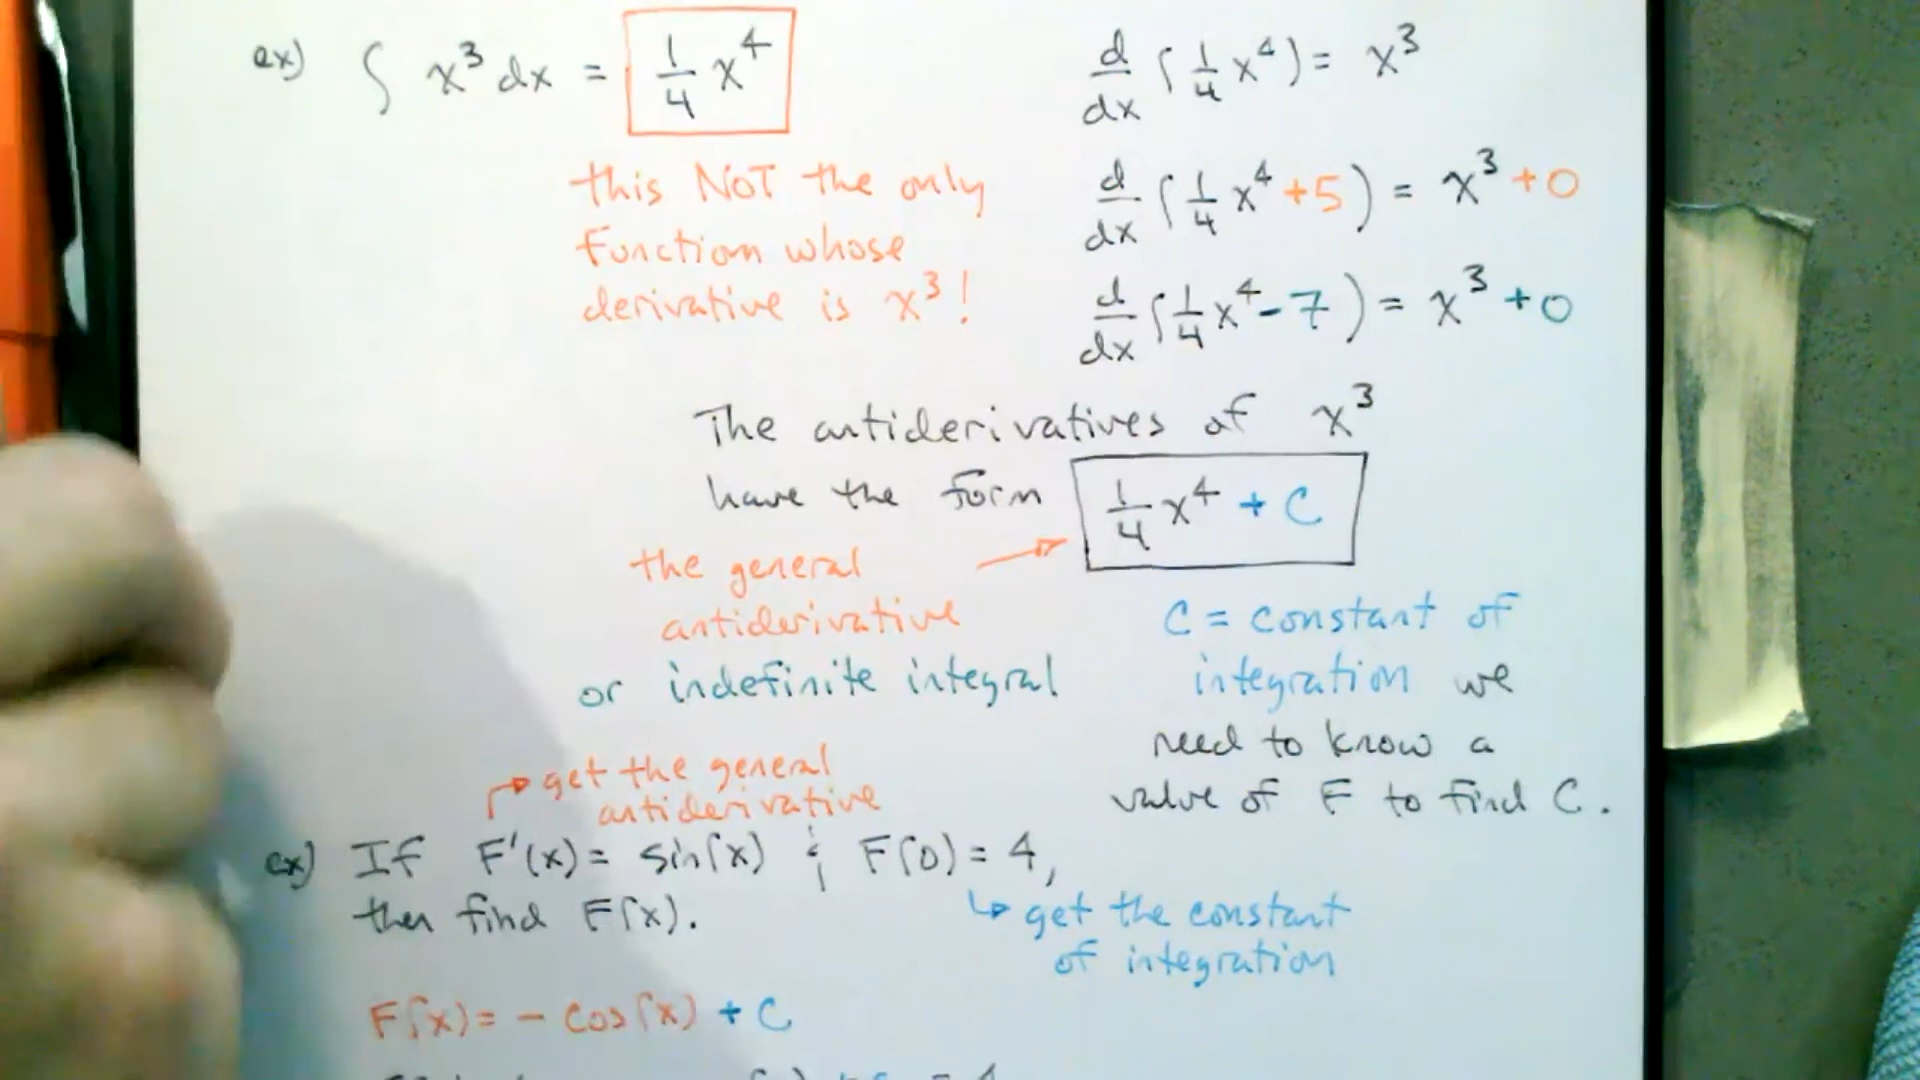 ex) ∫ x³ dx = 1/4 x⁴
d/dx (1/4 x⁴) = x³
this NOT the only
function whose
derivative is x³!
d/dx (1/4 x⁴ + 5) = x³ + 0
d/dx (1/4 x⁴ - 7) = x³ + 0
The antiderivatives of x³
have the form 1/4 x⁴ + C
the general
antiderivative
or indefinite integral
C = constant of
integration we
need to know a
value of F to find C.
get the general
antiderivative
ex) If F'(x) = sin(x) & F(0) = 4,
then find F(x).
get the constant
of integration
F(x) = - cos(x) + C